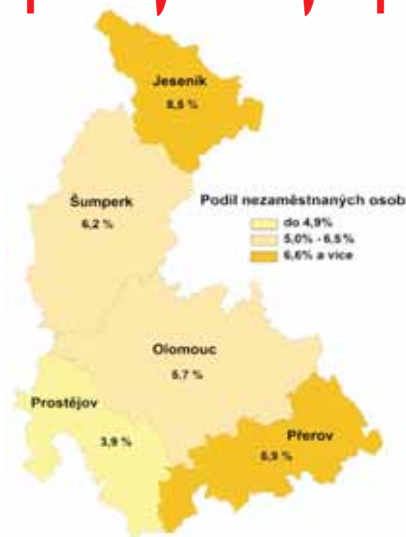 Jeseník
Šumperk
6,2 %
Podíl nezaměstnaných osob
do 4,9%
5,0% - 6,5%
6,6% a více
Olomouc
5,7 %
Prostějov
3,9 %
Přerov